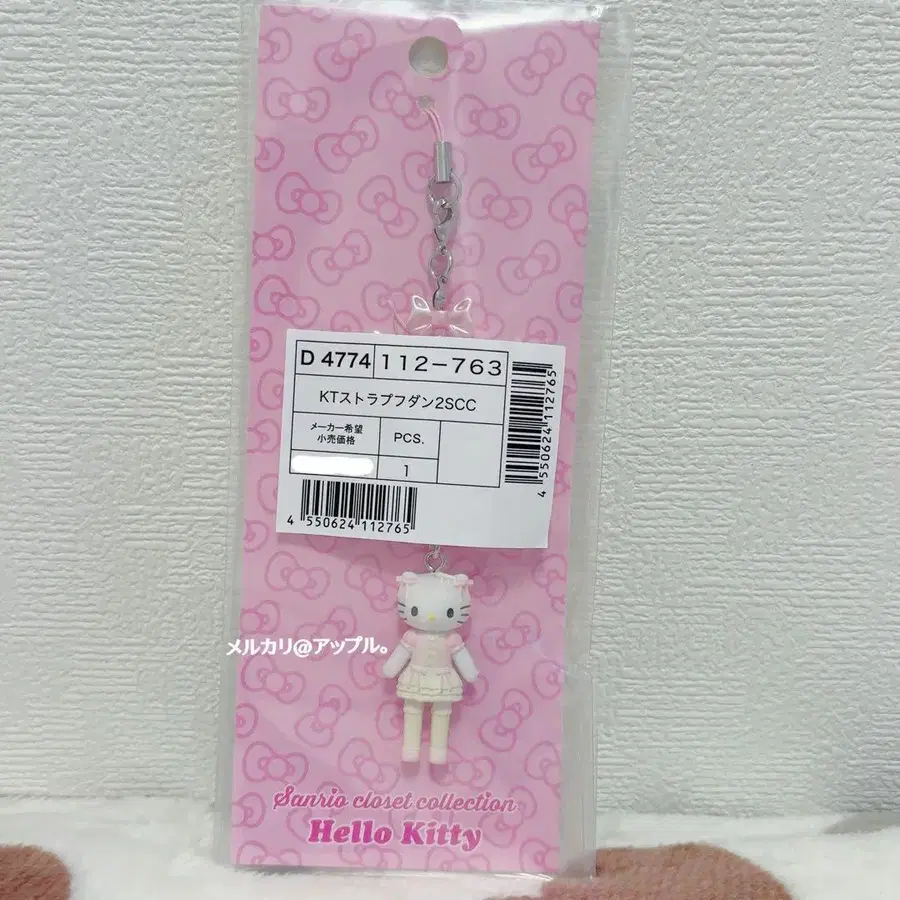 D 4774 112-763
KTストラプフダン2SCC
メーカー希望
小売価格
PCS.
1
4 550624 112765
4 550624 112765
メルカリ@アップル。
Sanrio closet collection
Hello Kitty